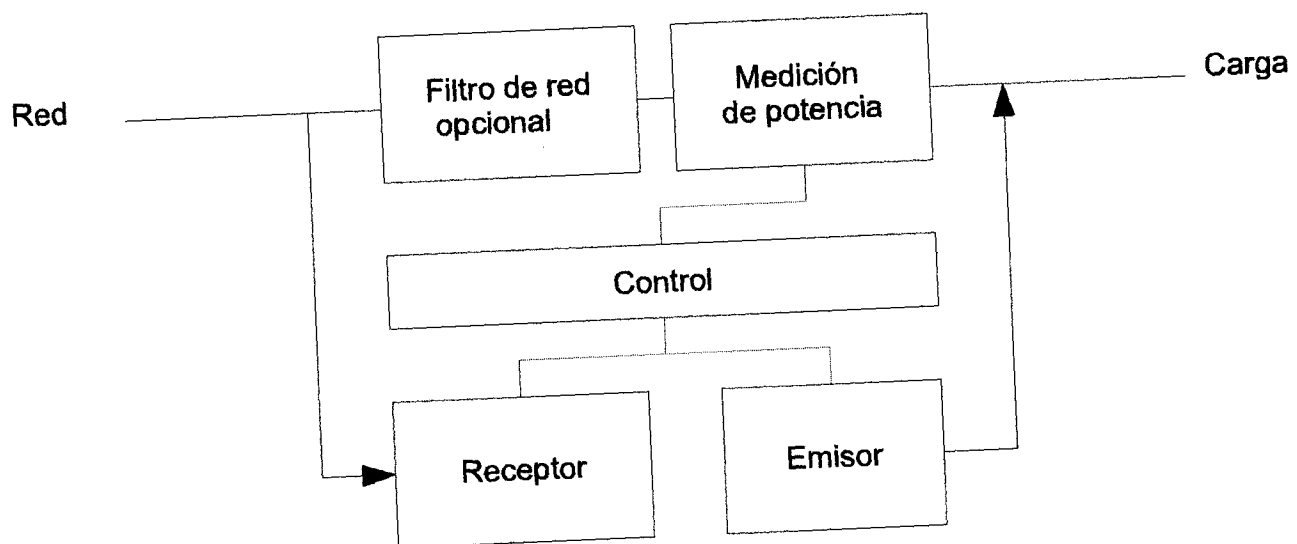 Red
Filtro de red
opcional
Medición
de potencia
Carga
Control
Receptor
Emisor